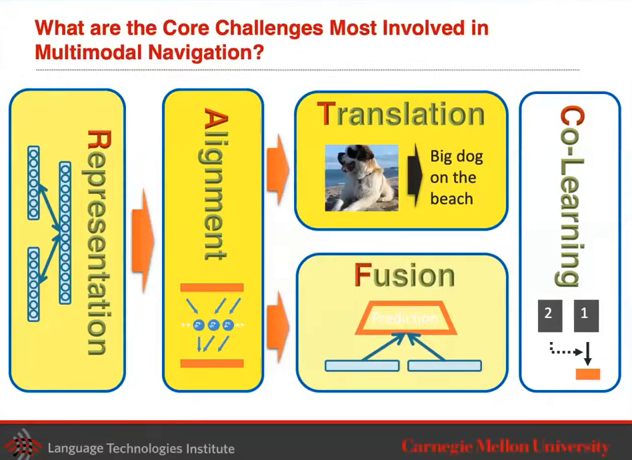 What are the Core Challenges Most Involved in
Multimodal Navigation?
Representation
Alignment
Translation
Big dog
on the
beach
Fusion
Prediction
Co-Learning
2 1
Language Technologies Institute
Carnegie Mellon University